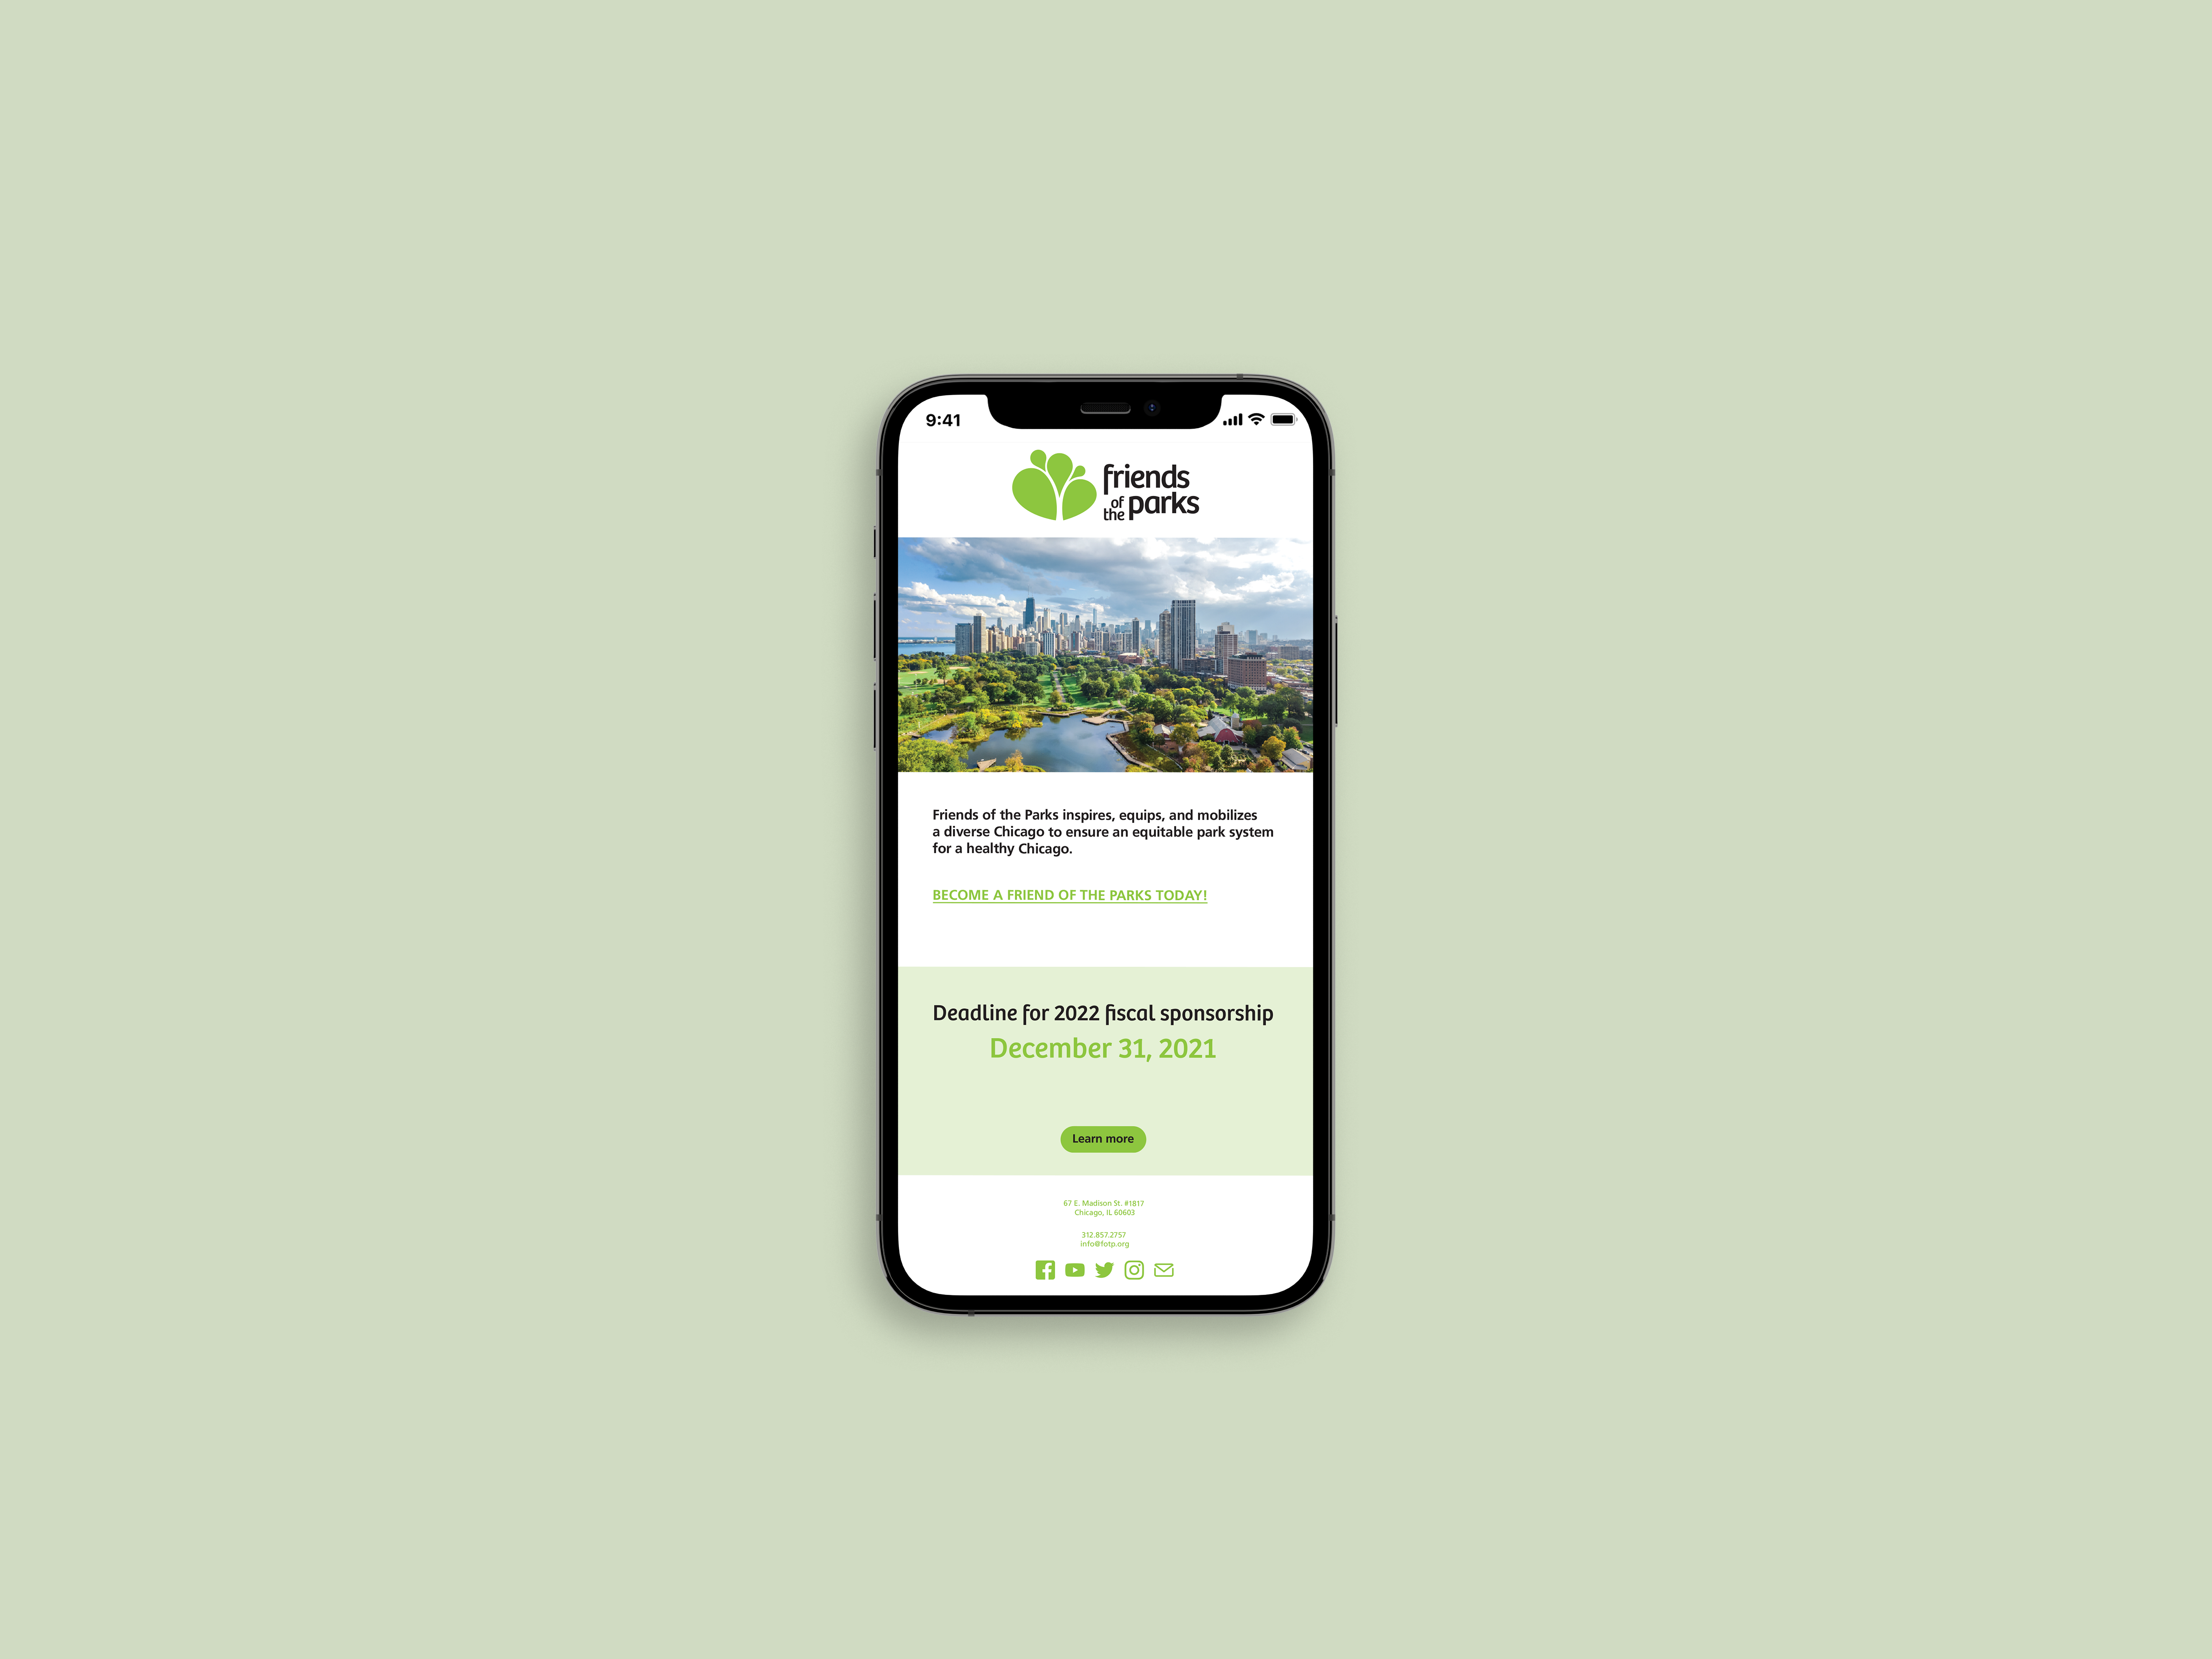 9:41
friends
of the parks
Friends of the Parks inspires, equips, and mobilizes
a diverse Chicago to ensure an equitable park system
for a healthy Chicago.
BECOME A FRIEND OF THE PARKS TODAY!
Deadline for 2022 fiscal sponsorship
December 31, 2021
Learn more
67 E. Madison St. #1817
Chicago, IL 60603
312.857.2757
info@fotp.org